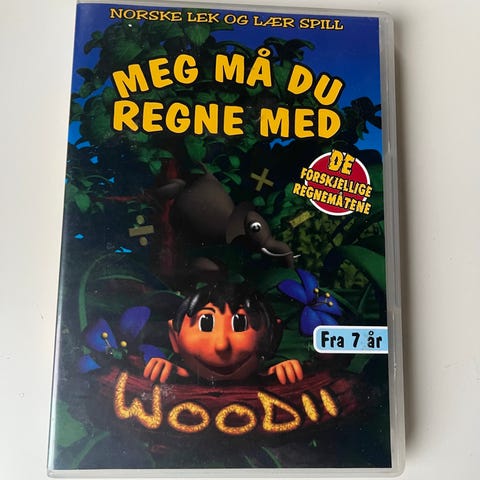 NORSKE LEK OG LÆR SPILL
MEG MÅ DU
REGNE MED
DE
FORSKJELLIGE
REGNEMÅTENE
Fra 7 år
WOODII